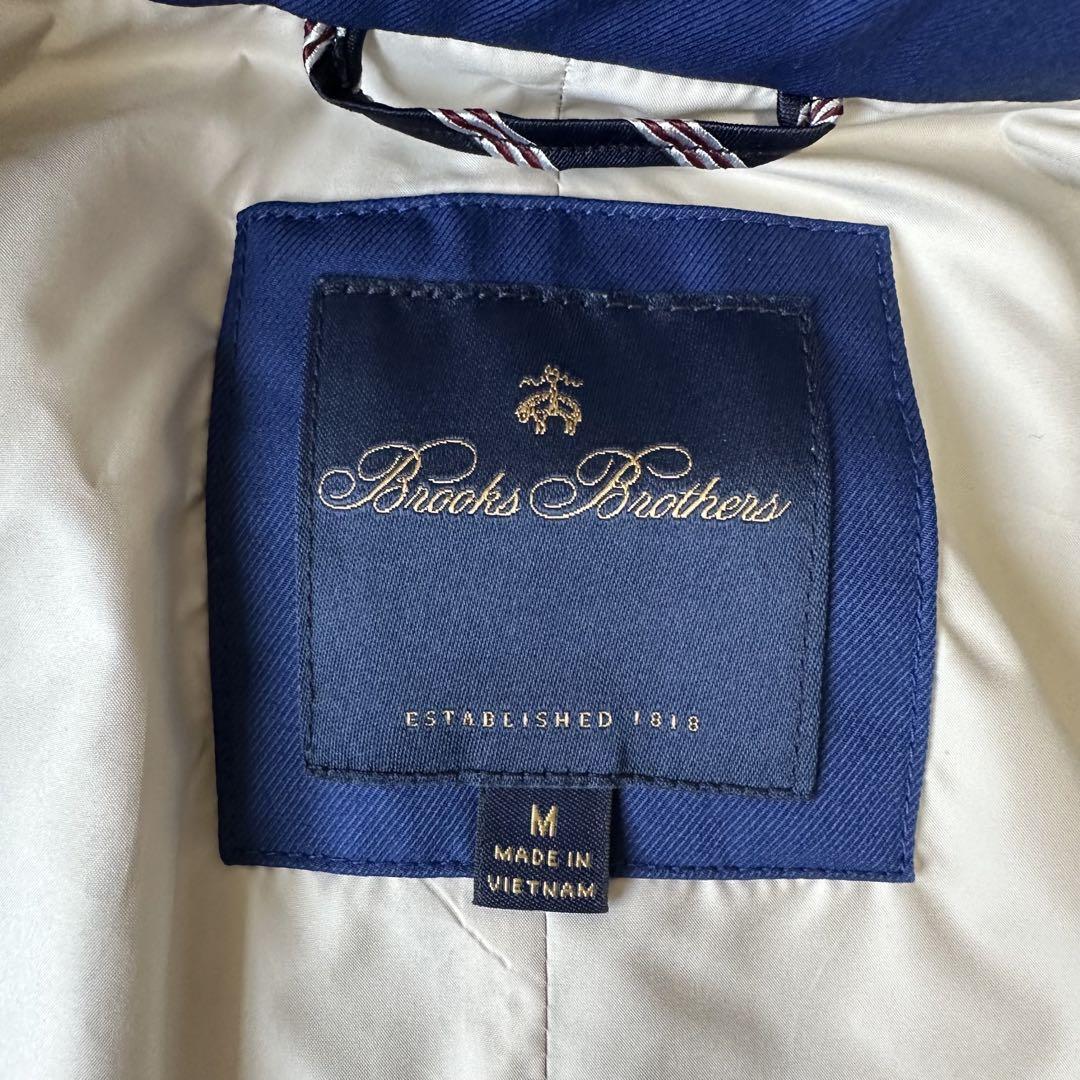 Brooks Brothers
ESTABLISHED 1818
M
MADE IN
VIETNAM